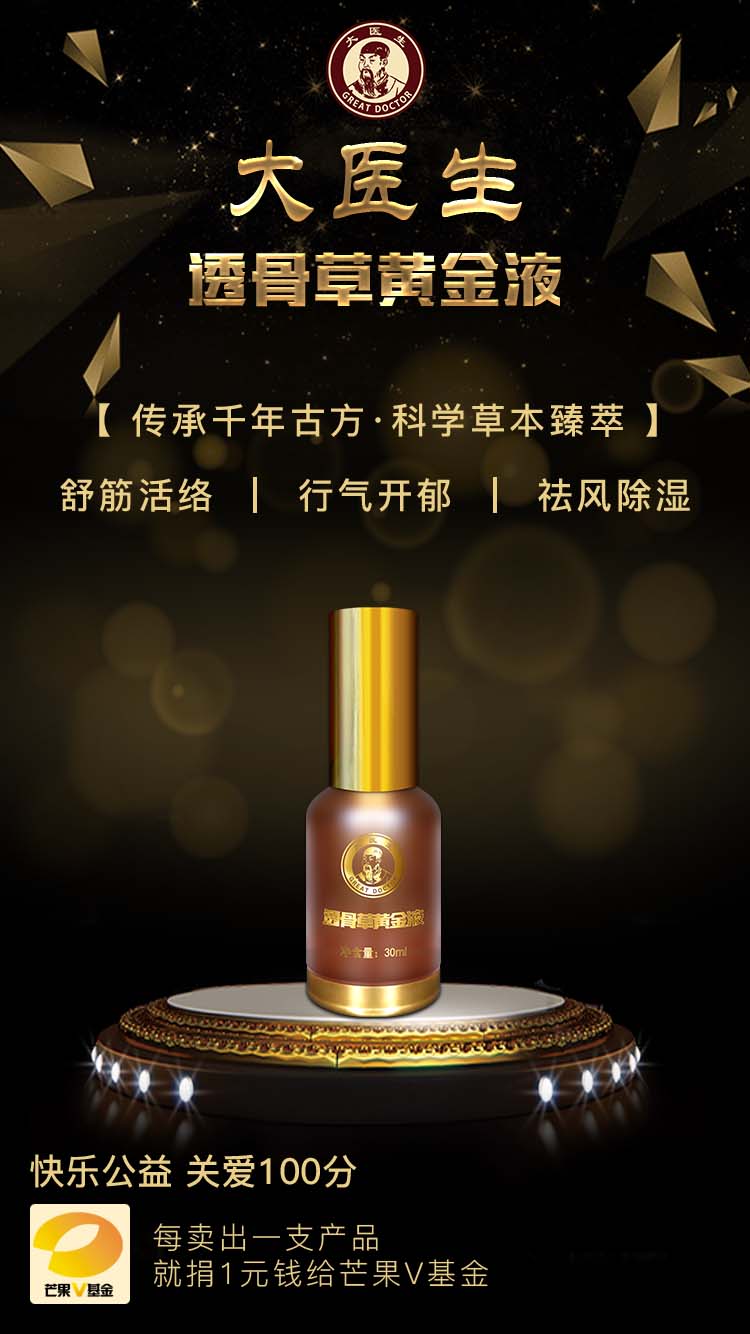 大医生
GREAT DOCTOR
大医生
透骨草黄金液
【 传承千年古方·科学草本臻萃 】
舒筋活络 | 行气开郁 | 祛风除湿
GREAT DOCTOR
透骨草黄金液
净含量：30ml
快乐公益 关爱100分
每卖出一支产品
就捐1元钱给芒果V基金
芒果V基金